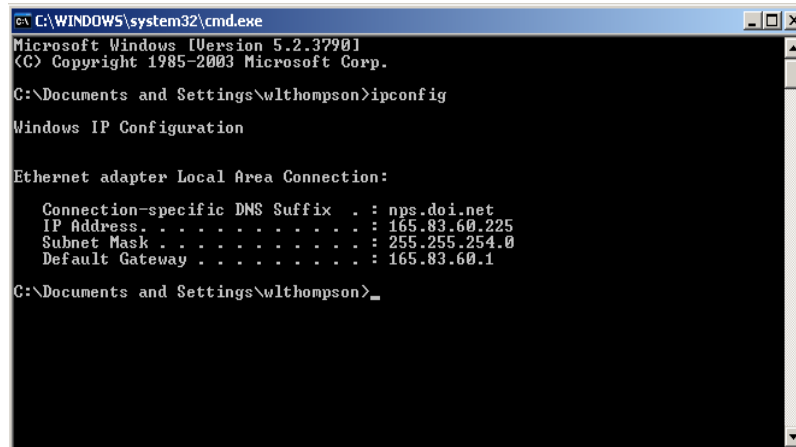 C:\WINDOWS\system32\cmd.exe
Microsoft Windows [Version 5.2.3790]
(C) Copyright 1985-2003 Microsoft Corp.
C:\Documents and Settings\wlthompson>ipconfig
Windows IP Configuration
Ethernet adapter Local Area Connection:
Connection-specific DNS Suffix . : nps.doi.net
IP Address. . . . . . . . . . . . : 165.83.60.225
Subnet Mask . . . . . . . . . . . : 255.255.254.0
Default Gateway . . . . . . . . . : 165.83.60.1
C:\Documents and Settings\wlthompson>_